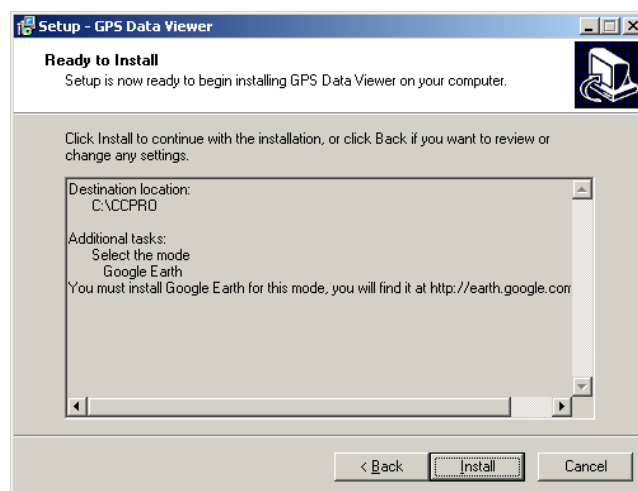 Setup - GPS Data Viewer
Ready to Install
Setup is now ready to begin installing GPS Data Viewer on your computer.
Click Install to continue with the installation, or click Back if you want to review or
change any settings.
Destination location:
C:\CCPRO
Additional tasks:
Select the mode
Google Earth
You must install Google Earth for this mode, you will find it at http://earth.google.com
< Back
Install
Cancel